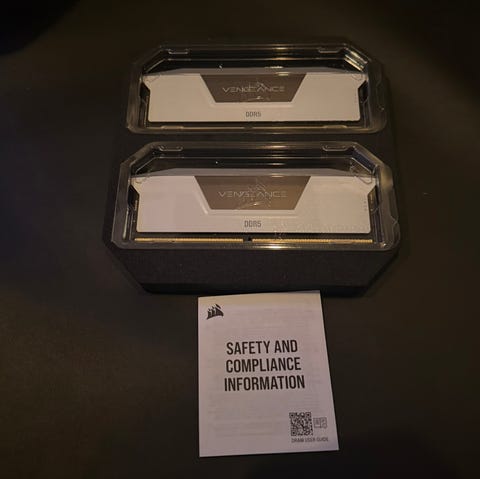 VENGEANCE
DDR5
VENGEANCE
DDR5
SAFETY AND
COMPLIANCE
INFORMATION
DRAM USER GUIDE